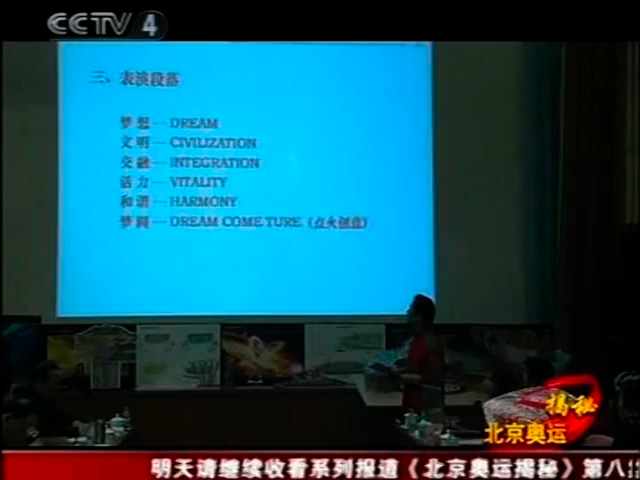 CCTV 4
三、表演段落
梦想—DREAM
文明—CIVILIZATION
交融—INTEGRATION
活力—VITALITY
和谐—HARMONY
梦圆—DREAM COME TURE（点火创意）
揭秘
北京奥运
明天请继续收看系列报道《北京奥运揭秘》第八